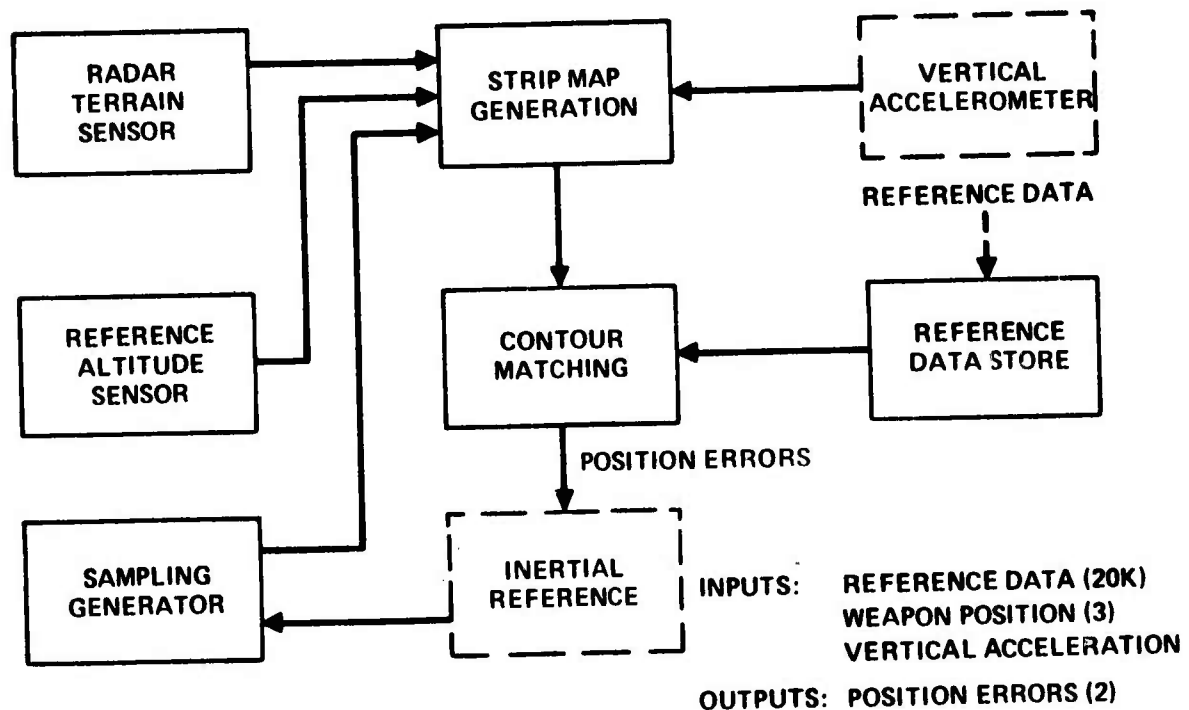 RADAR
TERRAIN
SENSOR
STRIP MAP
GENERATION
VERTICAL
ACCELEROMETER
REFERENCE DATA
REFERENCE
ALTITUDE
SENSOR
CONTOUR
MATCHING
REFERENCE
DATA STORE
POSITION ERRORS
SAMPLING
GENERATOR
INERTIAL
REFERENCE
INPUTS: REFERENCE DATA (20K)
WEAPON POSITION (3)
VERTICAL ACCELERATION
OUTPUTS: POSITION ERRORS (2)